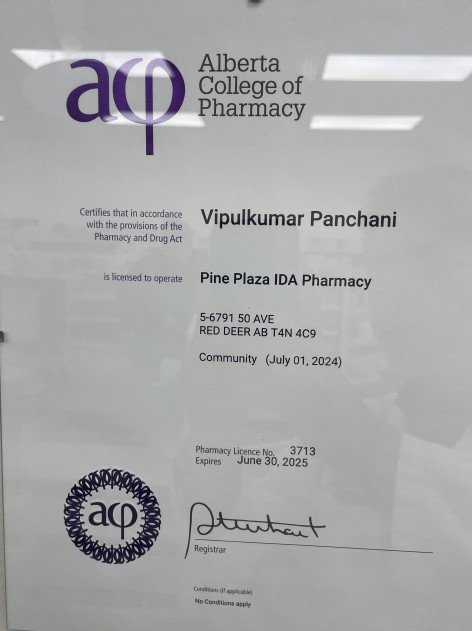 acp
Alberta
College of
Pharmacy
Certifies that in accordance
with the provisions of the
Pharmacy and Drug Act
Vipulkumar Panchani
is licensed to operate
Pine Plaza IDA Pharmacy
5-6791 50 AVE
RED DEER AB T4N 4C9
Community (July 01, 2024)
Pharmacy Licence No. 3713
Expires June 30, 2025
acp
Registrar
Conditions (if applicable)
No Conditions apply